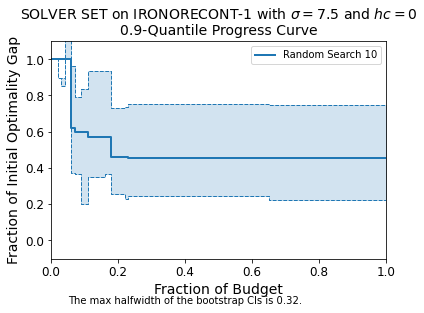 SOLVER SET on IRONORECONT-1 with σ = 7.5 and hc = 0
0.9-Quantile Progress Curve
Random Search 10
Fraction of Initial Optimality Gap
1.0
0.8
0.6
0.4
0.2
0.0
0.0 0.2 0.4 0.6 0.8 1.0
Fraction of Budget
The max halfwidth of the bootstrap CIs is 0.32.